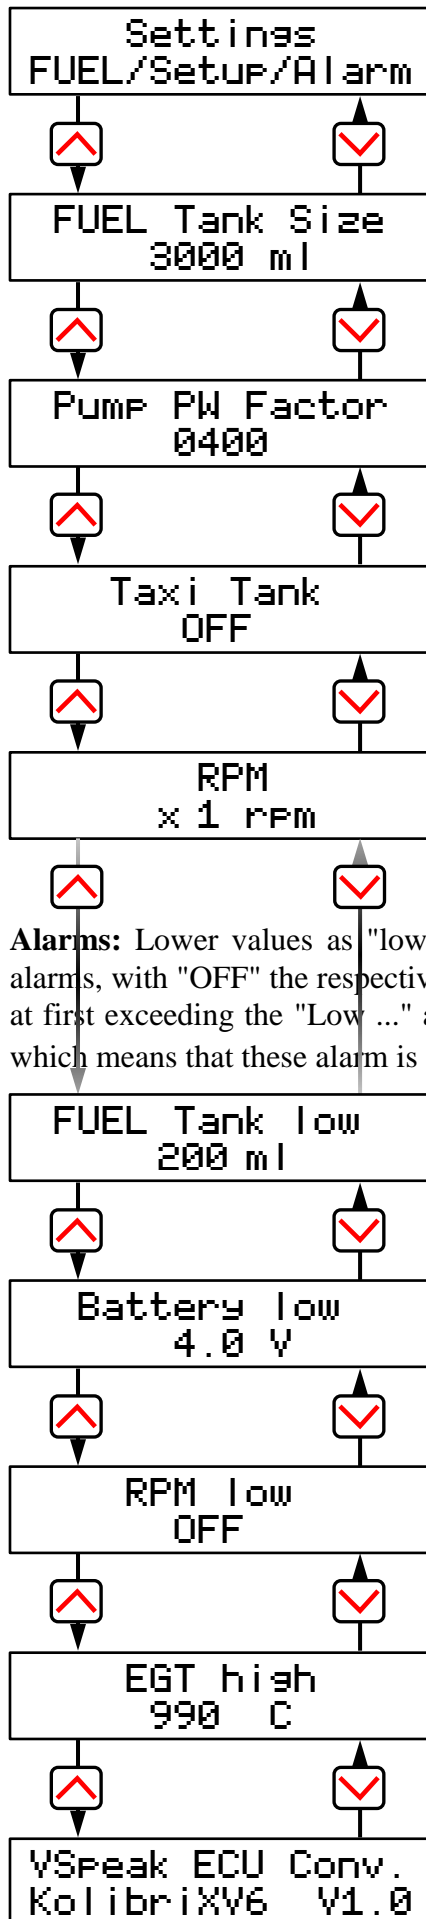 Settings
FUEL/Setup/Alarm
FUEL Tank Size
3000 ml
Pump PW Factor
0400
Taxi Tank
OFF
RPM
x 1 rpm
Alarms: Lower values as "low
alarms, with "OFF" the respectiv
at first exceeding the "Low ..." a
which means that these alarm is
FUEL Tank low
200 ml
Battery low
4.0 V
RPM low
OFF
EGT high
990 C
VSpeak ECU Conv.
KolibriXV6 V1.0